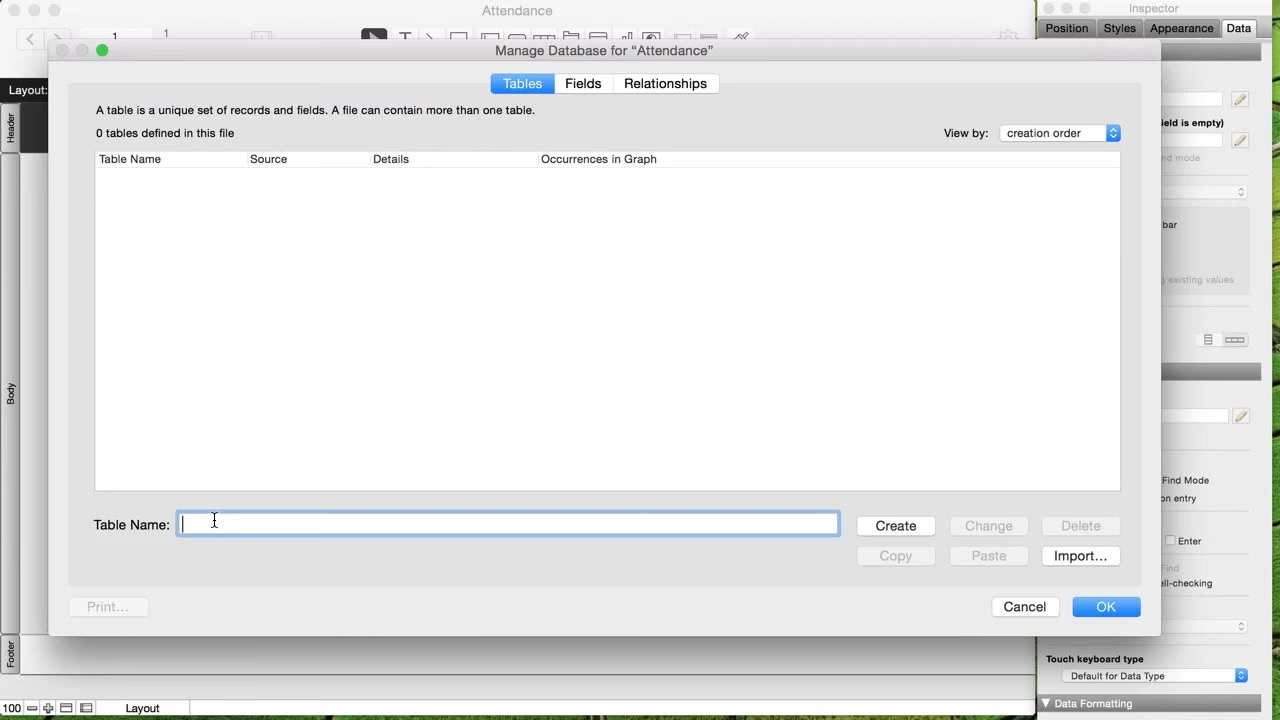 Attendance
Inspector
Position Styles Appearance Data
1 1
Manage Database for “Attendance”
Layout:
Tables Fields Relationships
A table is a unique set of records and fields. A file can contain more than one table.
0 tables defined in this file
View by: creation order
Table Name Source Details Occurrences in Graph
Header
ield is empty)
nd mode
bar
g existing values
Body
Find Mode
on entry
Table Name:
Create Change Delete
Enter
Copy Paste Import...
Find
ell-checking
Print...
Cancel OK
Footer
Touch keyboard type
Default for Data Type
100 Layout
Data Formatting